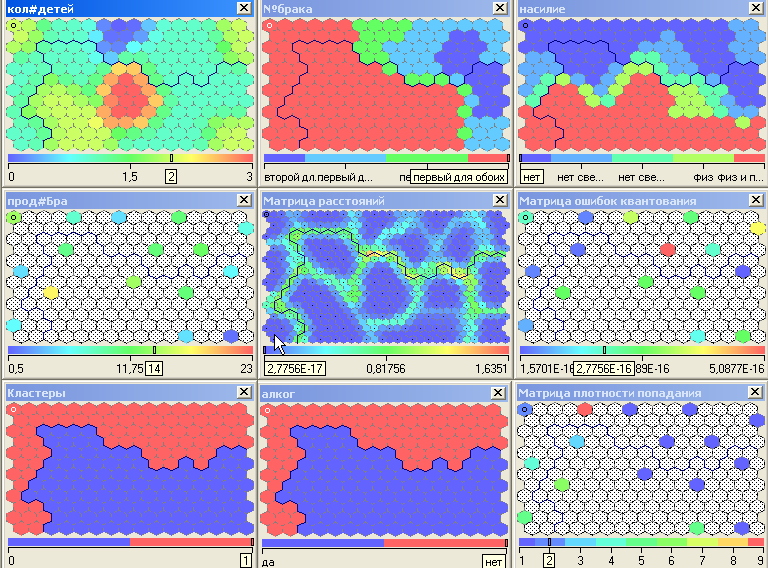 кол#детей
№брака
насилие
0 1,5 2 3
второй дл. первый д... пе первый для обоих
нет нет све... нет све... физ физ и п...
прод#Бра
Матрица расстояний
Матрица ошибок квантования
0,5 11,75 14 23
2,7756E-17 0,81756 1,6351
1,5701E-16 2,7756E-16 89E-16 5,0877E-16
Кластеры
алког
Матрица плотности попадания
0 1
да нет
1 2 3 4 5 6 7 8 9